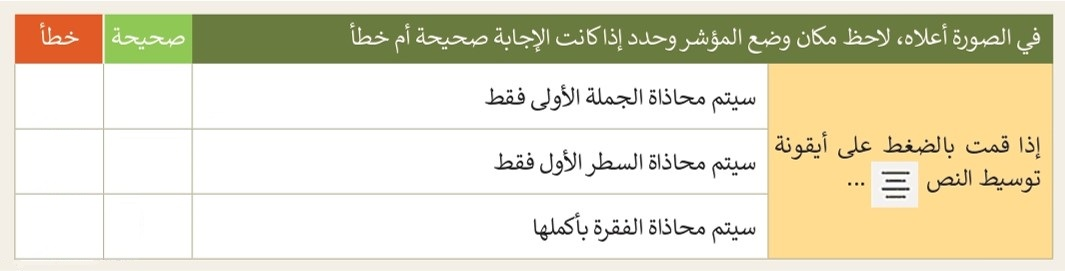 في الصورة أعلاه، لاحظ مكان وضع المؤشر وحدد إذا كانت الإجابة صحيحة أم خطأ
صحيحة
خطأ
إذا قمت بالضغط على أيقونة
توسيط النص ...
سيتم محاذاة الجملة الأولى فقط
سيتم محاذاة السطر الأول فقط
سيتم محاذاة الفقرة بأكملها